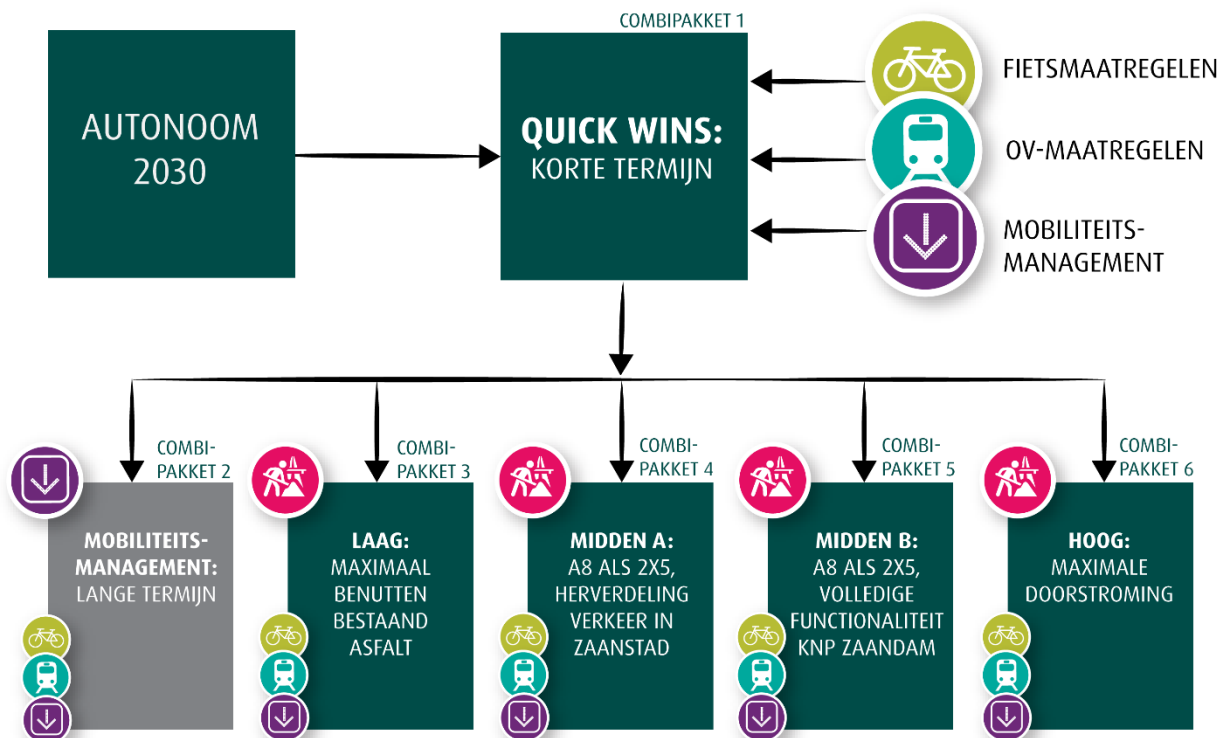 COMBIPAKKET 1
AUTONOOM
2030
QUICK WINS:
KORTE TERMIJN
FIETSMAATREGELEN
OV-MAATREGELEN
MOBILITEITS-
MANAGEMENT
COMBI-
PAKKET 2
MOBILITEITS-
MANAGEMENT:
LANGE TERMIJN
COMBI-
PAKKET 3
LAAG:
MAXIMAAL
BENUTTEN
BESTAAND
ASFALT
COMBI-
PAKKET 4
MIDDEN A:
A8 ALS 2X5,
HERVERDELING
VERKEER IN
ZAANSTAD
COMBI-
PAKKET 5
MIDDEN B:
A8 ALS 2X5,
VOLLEDIGE
FUNCTIONALITEIT
KNP ZAANDAM
COMBI-
PAKKET 6
HOOG:
MAXIMALE
DOORSTROMING